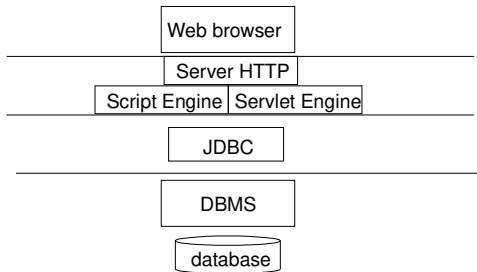 Web browser
Server HTTP
Script Engine
Servlet Engine
JDBC
DBMS
database